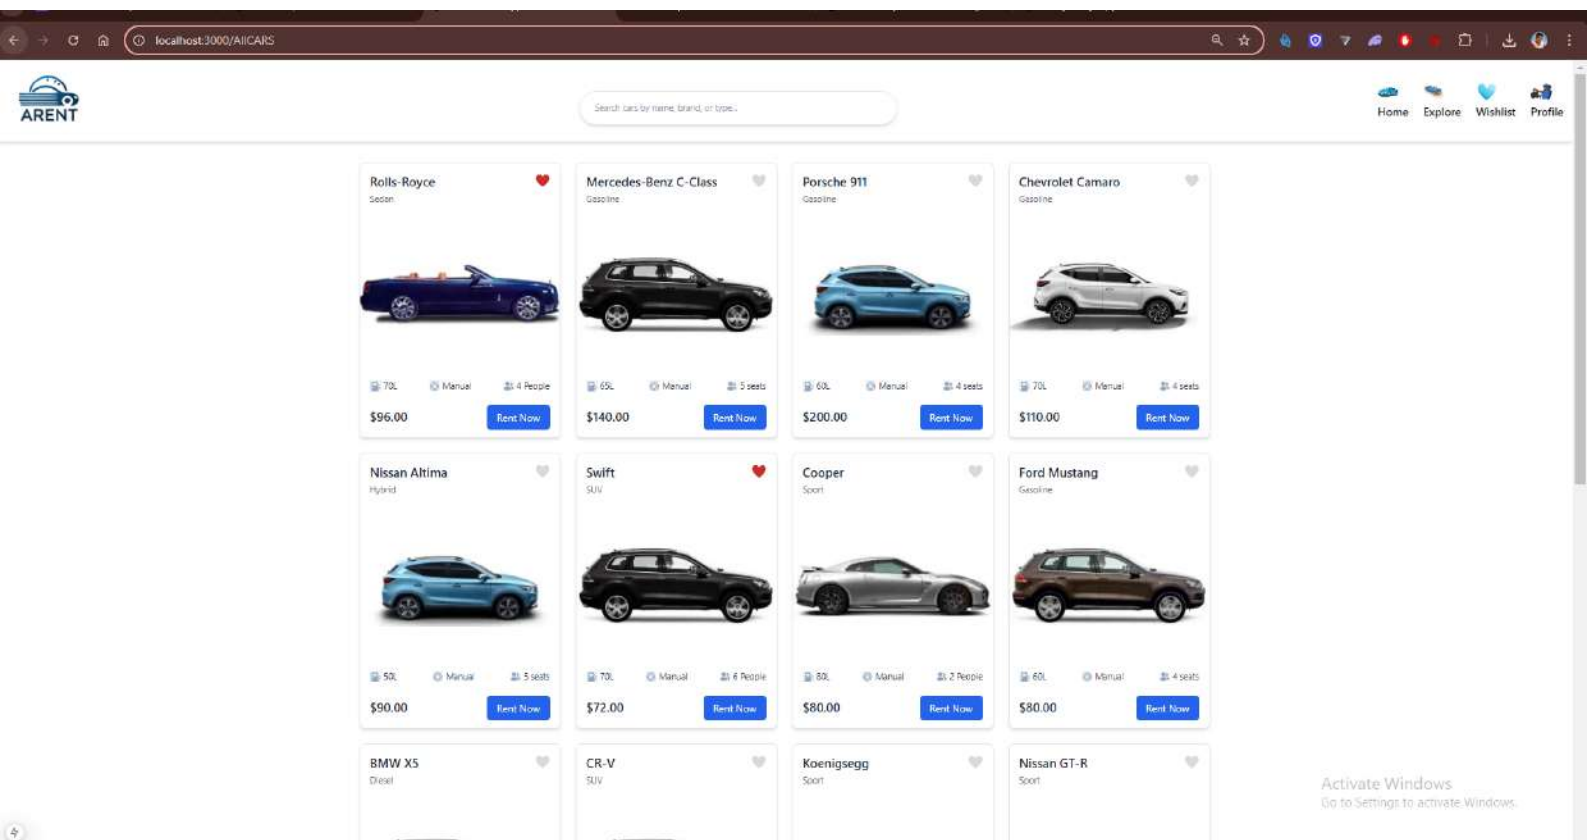 localhost:3000/AllCARS
ARENT
Search cars by name, brand, or type...
Home Explore Wishlist Profile
Rolls-Royce
Sedan
70L Manual 4 People
$96.00 Rent Now
Mercedes-Benz C-Class
Gasoline
65L Manual 5 seats
$140.00 Rent Now
Porsche 911
Gasoline
60L Manual 4 seats
$200.00 Rent Now
Chevrolet Camaro
Gasoline
70L Manual 4 seats
$110.00 Rent Now
Nissan Altima
Hybrid
50L Manual 5 seats
$90.00 Rent Now
Swift
SUV
70L Manual 6 People
$72.00 Rent Now
Cooper
Sport
80L Manual 2 People
$80.00 Rent Now
Ford Mustang
Gasoline
60L Manual 4 seats
$80.00 Rent Now
BMW X5
Diesel
CR-V
SUV
Koenigsegg
Sport
Nissan GT-R
Sport
Activate Windows
Go to Settings to activate Windows.